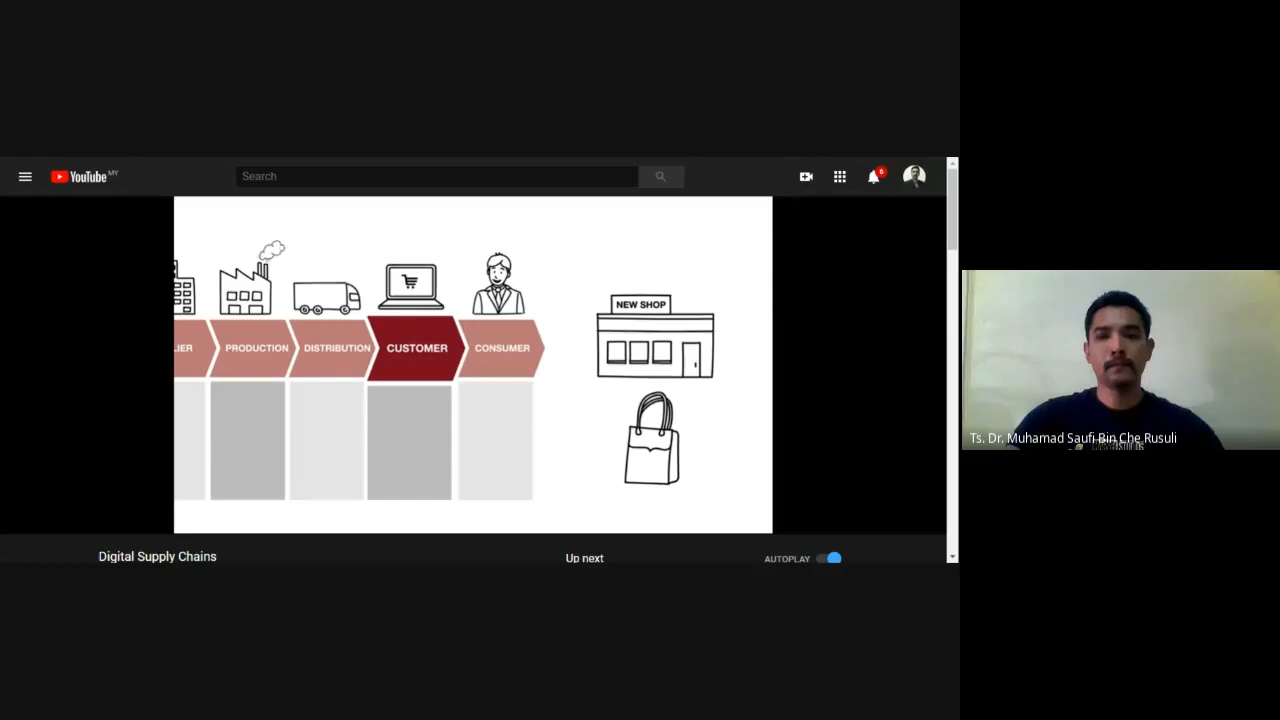 YouTube MY
Search
6
NEW SHOP
LIER
PRODUCTION
DISTRIBUTION
CUSTOMER
CONSUMER
Ts. Dr. Muhamad Saufi Bin Che Rusuli
Digital Supply Chains
Up next
AUTOPLAY